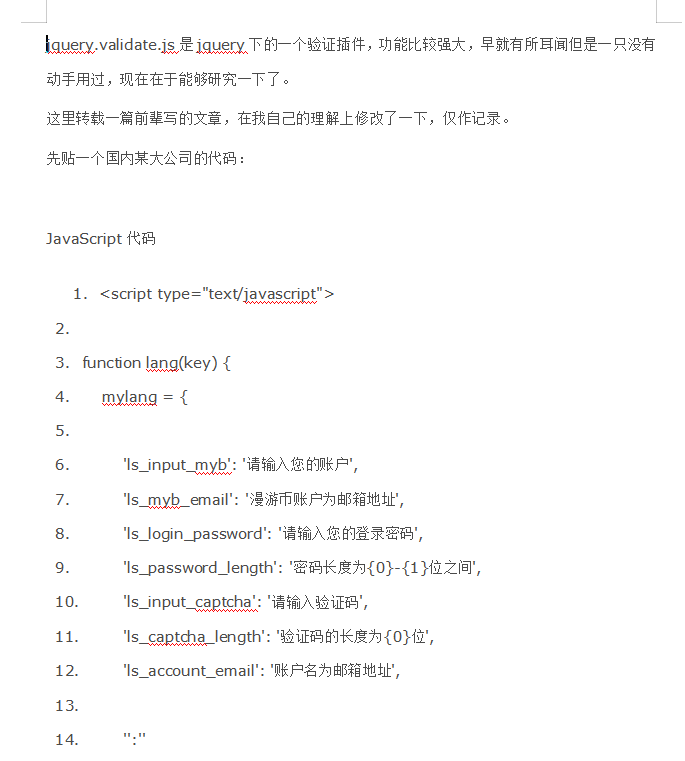 jquery.validate.js 是 jquery 下的一个验证插件，功能比较强大，早就有所耳闻但是一只没有
动手用过，现在在于能够研究一下了。
这里转载一篇前辈写的文章，在我自己的理解上修改了一下，仅作记录。
先贴一个国内某大公司的代码：
JavaScript 代码
1. <script type="text/javascript">
2.
3. function lang(key) {
4. mylang = {
5.
6. 'ls_input_myb': '请输入您的账户',
7. 'ls_myb_email': '漫游币账户为邮箱地址',
8. 'ls_login_password': '请输入您的登录密码',
9. 'ls_password_length': '密码长度为{0}-{1}位之间',
10. 'ls_input_captcha': '请输入验证码',
11. 'ls_captcha_length': '验证码的长度为{0}位',
12. 'ls_account_email': '账户名为邮箱地址',
13.
14. '':''